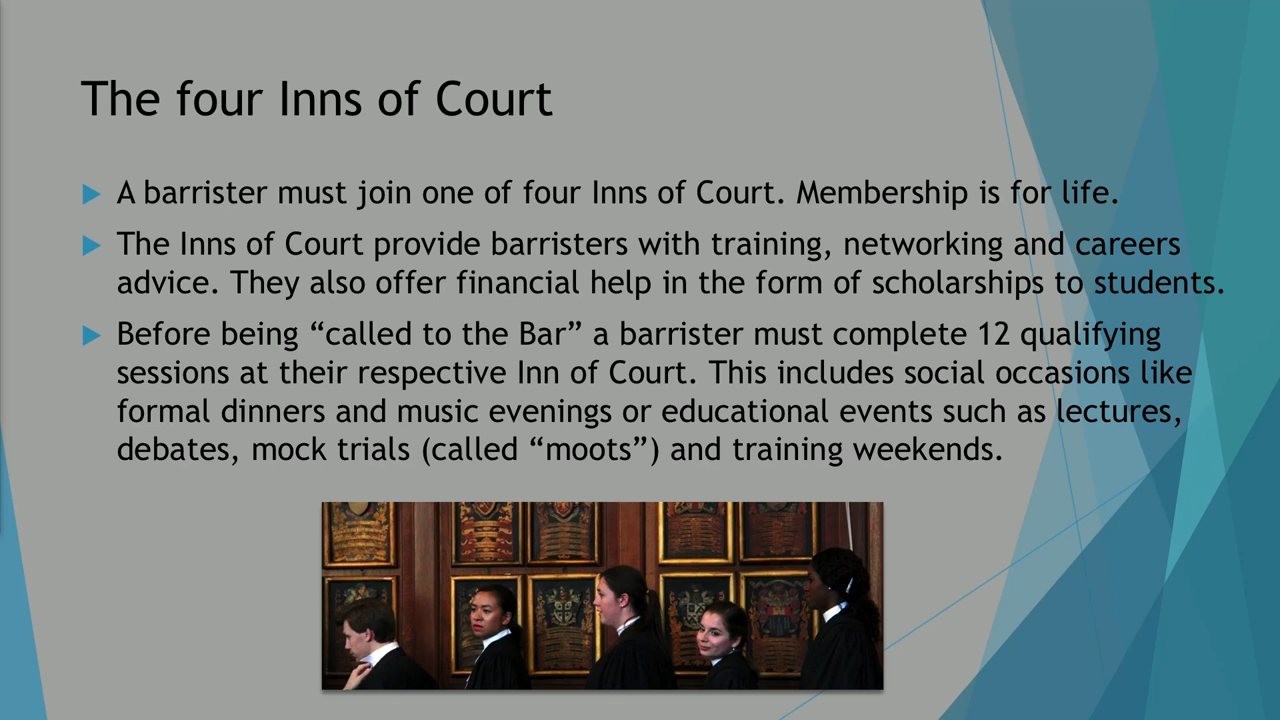 The four Inns of Court
A barrister must join one of four Inns of Court. Membership is for life.
The Inns of Court provide barristers with training, networking and careers
advice. They also offer financial help in the form of scholarships to students.
Before being “called to the Bar” a barrister must complete 12 qualifying
sessions at their respective Inn of Court. This includes social occasions like
formal dinners and music evenings or educational events such as lectures,
debates, mock trials (called “moots”) and training weekends.